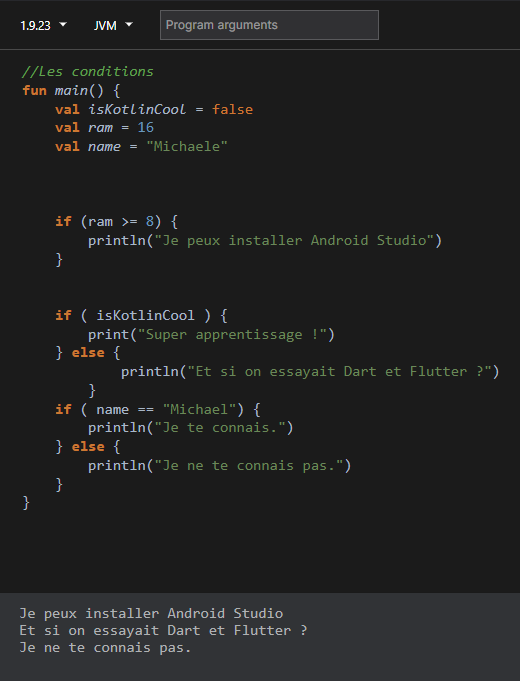 1.9.23 JVM Program arguments
//Les conditions
fun main() {
    val isKotlinCool = false
    val ram = 16
    val name = "Michaele"
    if (ram >= 8) {
        println("Je peux installer Android Studio")
    }
    if ( isKotlinCool ) {
        print("Super apprentissage !")
    } else {
            println("Et si on essayait Dart et Flutter ?")
        }
    if ( name == "Michael") {
        println("Je te connais.")
    } else {
        println("Je ne te connais pas.")
    }
}
Je peux installer Android Studio
Et si on essayait Dart et Flutter ?
Je ne te connais pas.